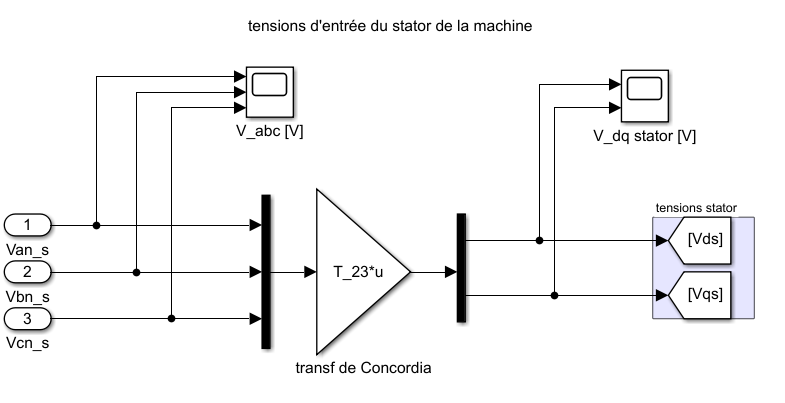 tensions d'entrée du stator de la machine
V_abc [V]
V_dq stator [V]
tensions stator
1
Van_s
2
Vbn_s
3
Vcn_s
T_23*u
transf de Concordia
[Vds]
[Vqs]